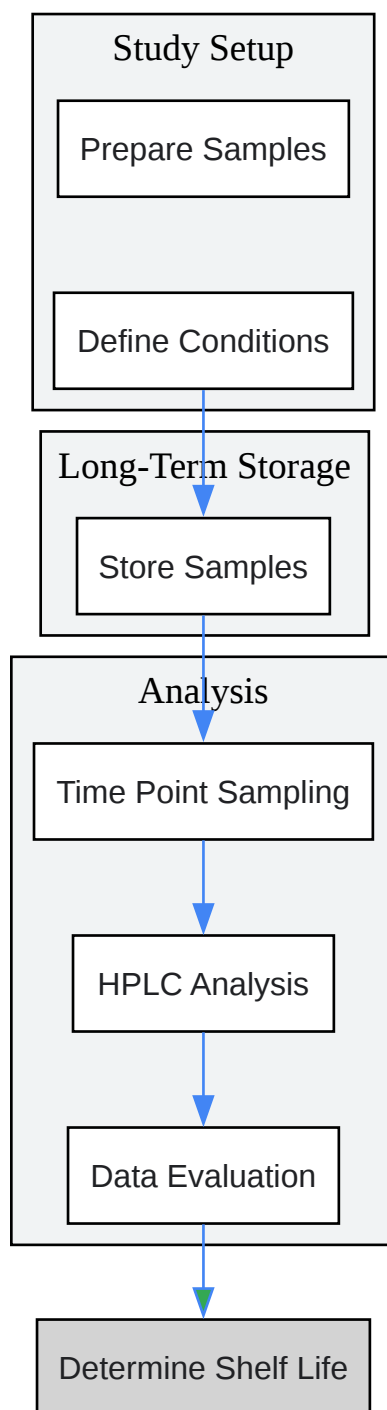 Study Setup
Prepare Samples
Define Conditions
Long-Term Storage
Store Samples
Analysis
Time Point Sampling
HPLC Analysis
Data Evaluation
Determine Shelf Life